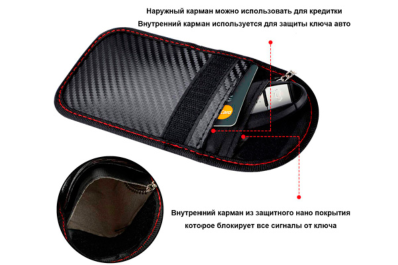 Наружный карман можно использовать для кредитки
Внутренний карман используется для защиты ключа авто
Внутренний карман из защитного нано покрытия
которое блокирует все сигналы от ключа